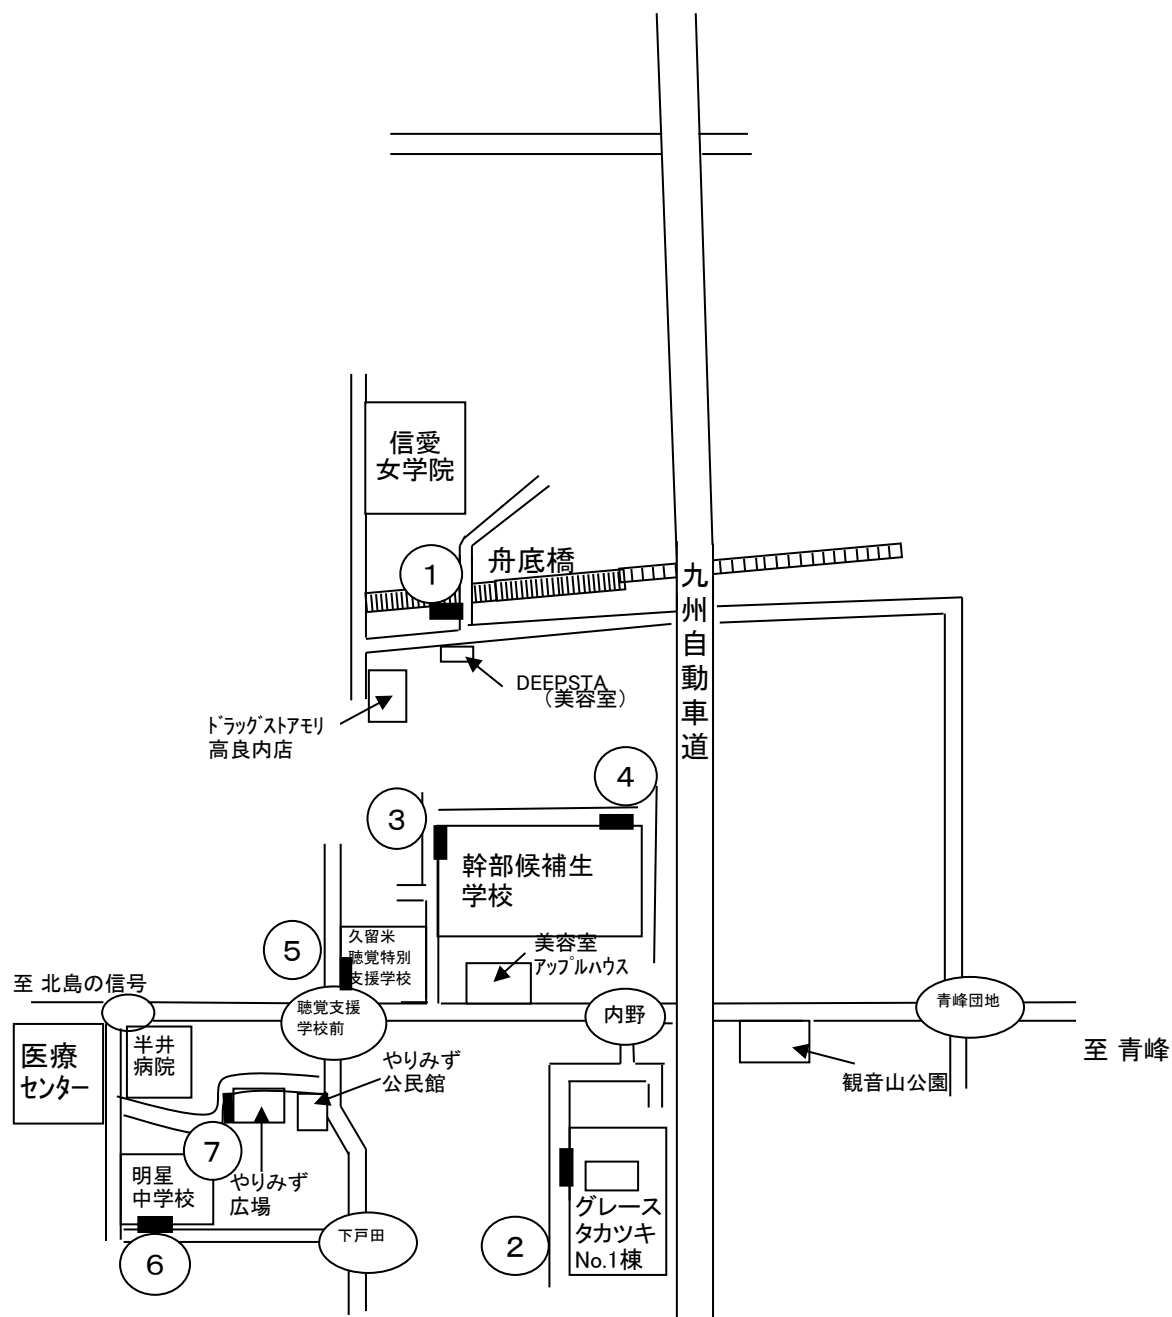 信愛
女学院
1
舟底橋
九州自動車道
DEEPSTA
（美容室）
ﾄﾞﾗｯｸﾞｽﾄｱﾓﾘ
高良内店
4
3
幹部候補生
学校
5
久留米
聴覚特別
支援学校
美容室
ｱｯﾌﾟﾙﾊｳｽ
至 北島の信号
聴覚支援
学校前
内野
青峰団地
至 青峰
医療
センター
半井
病院
やりみず
公民館
観音山公園
7
明星
中学校
やりみず
広場
グレース
タカツキ
No.1棟
下戸田
2
6